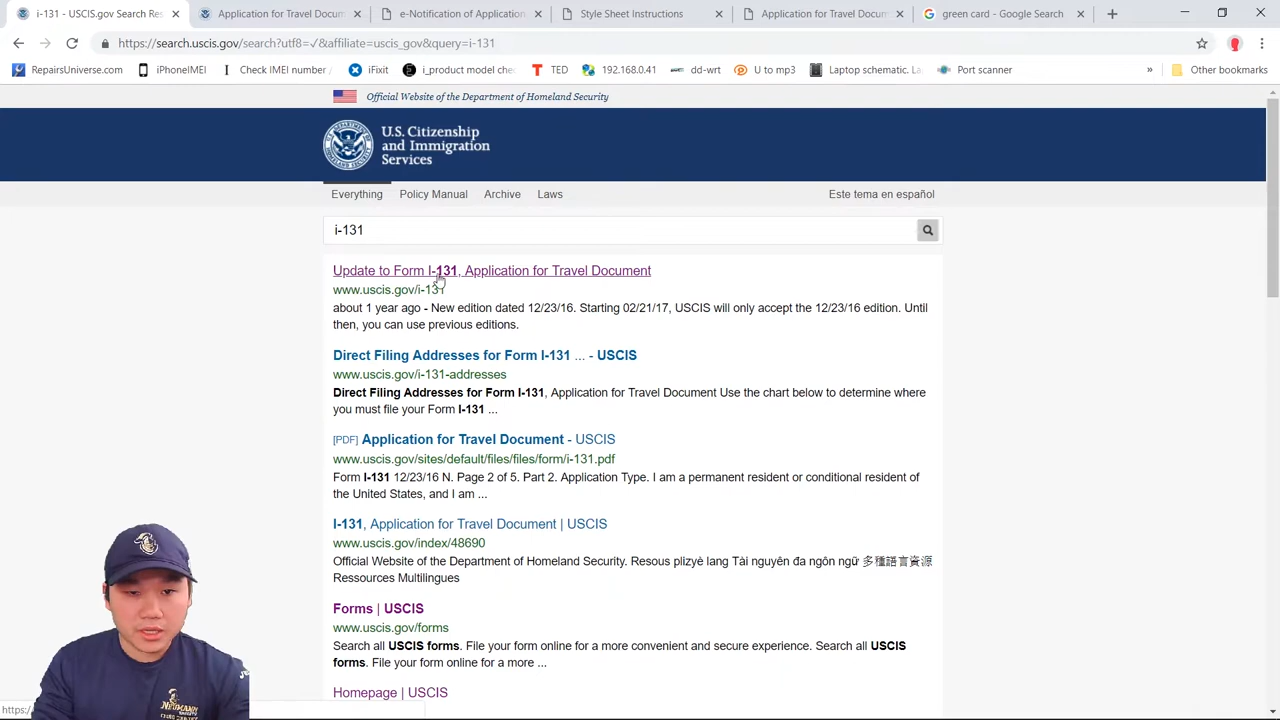 i-131 - USCIS.gov Search Res
Application for Travel Docum
e-Notification of Application
Style Sheet Instructions
Application for Travel Docum
green card - Google Search
https://search.uscis.gov/search?utf8=✓&affiliate=uscis_gov&query=i-131
RepairsUniverse.com
iPhoneIMEI
Check IMEI number
iFixit
i_product model che
TED
192.168.0.41
dd-wrt
U to mp3
Laptop schematic. La
Port scanner
»
Other bookmarks
Official Website of the Department of Homeland Security
U.S. Citizenship
and Immigration
Services
Everything
Policy Manual
Archive
Laws
Este tema en español
i-131
Update to Form I-131, Application for Travel Document
www.uscis.gov/i-131
about 1 year ago - New edition dated 12/23/16. Starting 02/21/17, USCIS will only accept the 12/23/16 edition. Until
then, you can use previous editions.
Direct Filing Addresses for Form I-131 ... - USCIS
www.uscis.gov/i-131-addresses
Direct Filing Addresses for Form I-131, Application for Travel Document Use the chart below to determine where
you must file your Form I-131 ...
[PDF] Application for Travel Document - USCIS
www.uscis.gov/sites/default/files/files/form/i-131.pdf
Form I-131 12/23/16 N. Page 2 of 5. Part 2. Application Type. I am a permanent resident or conditional resident of
the United States, and I am ...
I-131, Application for Travel Document | USCIS
www.uscis.gov/index/48690
Official Website of the Department of Homeland Security. Resous plizyè lang Tài nguyên đa ngôn ngữ 多種語言資源
Ressources Multilingues
Forms | USCIS
www.uscis.gov/forms
Search all USCIS forms. File your form online for a more convenient and secure experience. Search all USCIS
forms. File your form online for a more ...
Homepage | USCIS
https:
NEUMANN